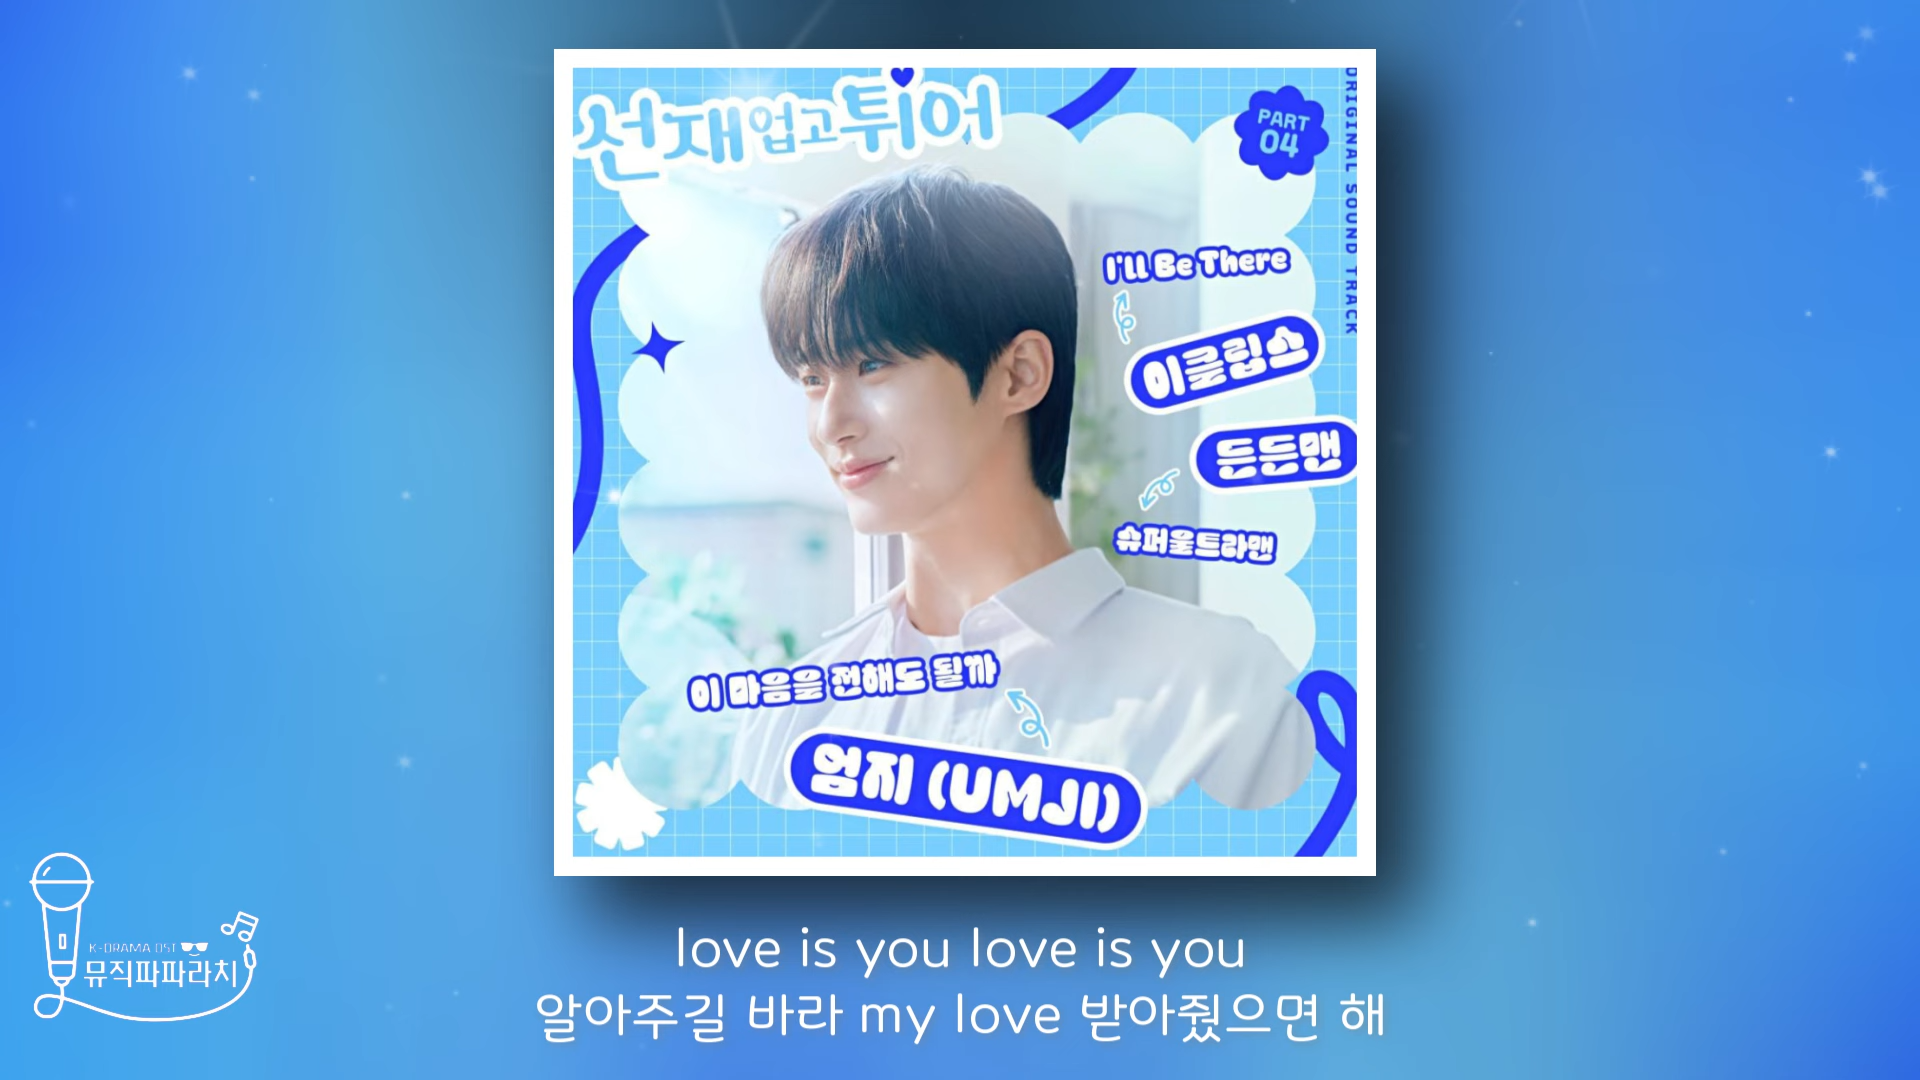 선재 업고 튀어
PART
04
ORIGINAL SOUND TRACK
I'll Be There
이클립스
든든맨
슈퍼울트라맨
이 마음을 전해도 될까
엄지 (UMJI)
K-DRAMA OST
뮤직파파라치
love is you love is you
알아주길 바라 my love 받아줬으면 해